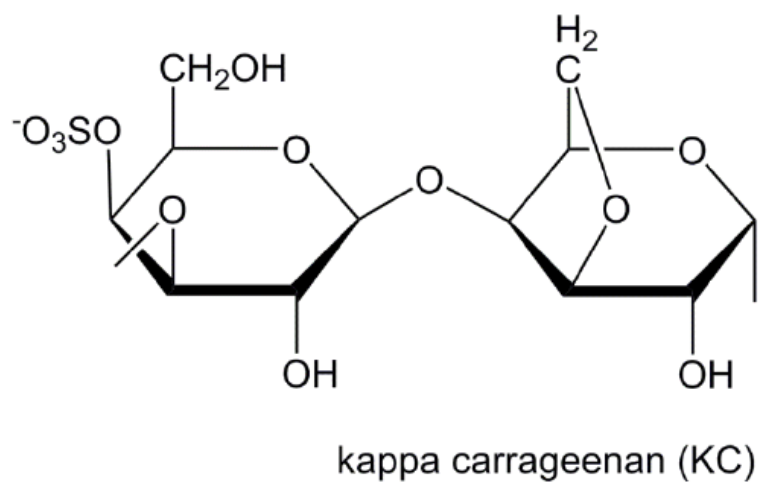 H₂
C
CH₂OH
⁻O₃SO
O
O
O
O
O
OH
OH
kappa carrageenan (KC)